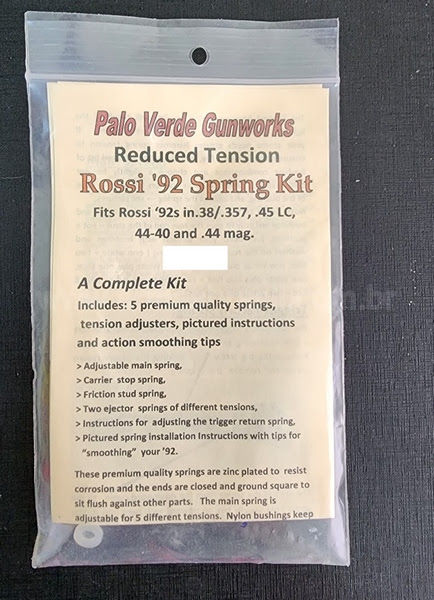 Palo Verde Gunworks
Reduced Tension
Rossi '92 Spring Kit
Fits Rossi ‘92s in.38/.357, .45 LC,
44-40 and .44 mag.
A Complete Kit
Includes: 5 premium quality springs,
tension adjusters, pictured instructions
and action smoothing tips
> Adjustable main spring,
> Carrier stop spring,
> Friction stud spring,
> Two ejector springs of different tensions,
> Instructions for adjusting the trigger return spring,
> Pictured spring installation Instructions with tips for
“smoothing” your ’92.
These premium quality springs are zinc plated to resist
corrosion and the ends are closed and ground square to
sit flush against other parts. The main spring is
adjustable for 5 different tensions. Nylon bushings keep